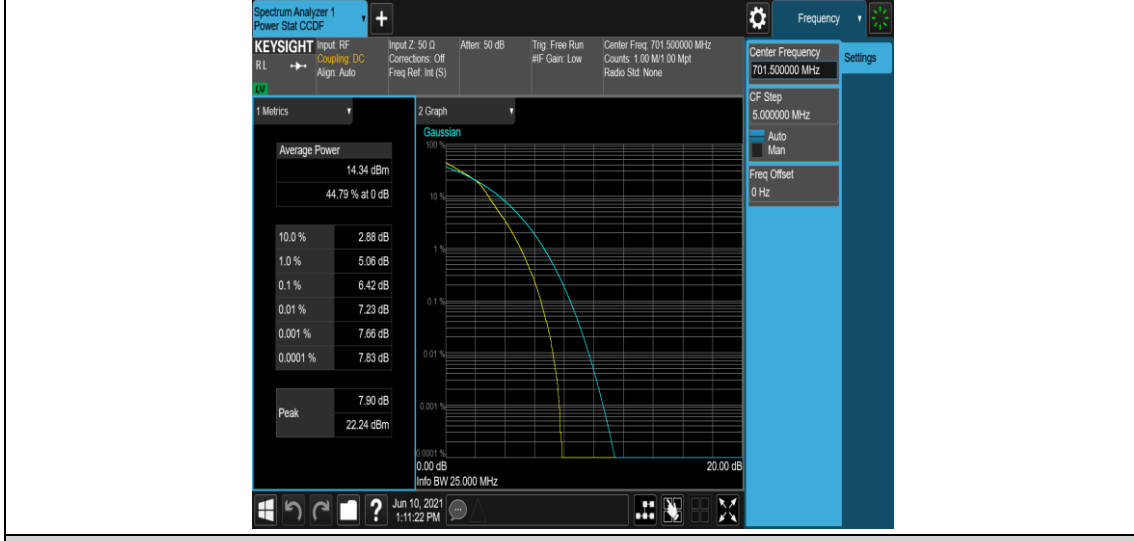 Spectrum Analyzer 1
Power Stat CCDF
Frequency
KEYSIGHT
RL
Input: RF
Coupling: DC
Align: Auto
Input Z: 50 Ω
Corrections: Off
Freq Ref: Int (S)
Atten: 50 dB
Trig: Free Run
#IF Gain: Low
Center Freq: 701.500000 MHz
Counts: 1.00 M/1.00 Mpt
Radio Std: None
Center Frequency
701.500000 MHz
Settings
CF Step
5.000000 MHz
Auto
Man
Freq Offset
0 Hz
1 Metrics
Average Power
14.34 dBm
44.79 % at 0 dB
10.0 % 2.88 dB
1.0 % 5.06 dB
0.1 % 6.42 dB
0.01 % 7.23 dB
0.001 % 7.66 dB
0.0001 % 7.83 dB
Peak
7.90 dB
22.24 dBm
2 Graph
Gaussian
100 %
10 %
1 %
0.1 %
0.01 %
0.001 %
0.0001 %
0.00 dB 20.00 dB
Info BW 25.000 MHz
Jun 10, 2021
1:11:22 PM